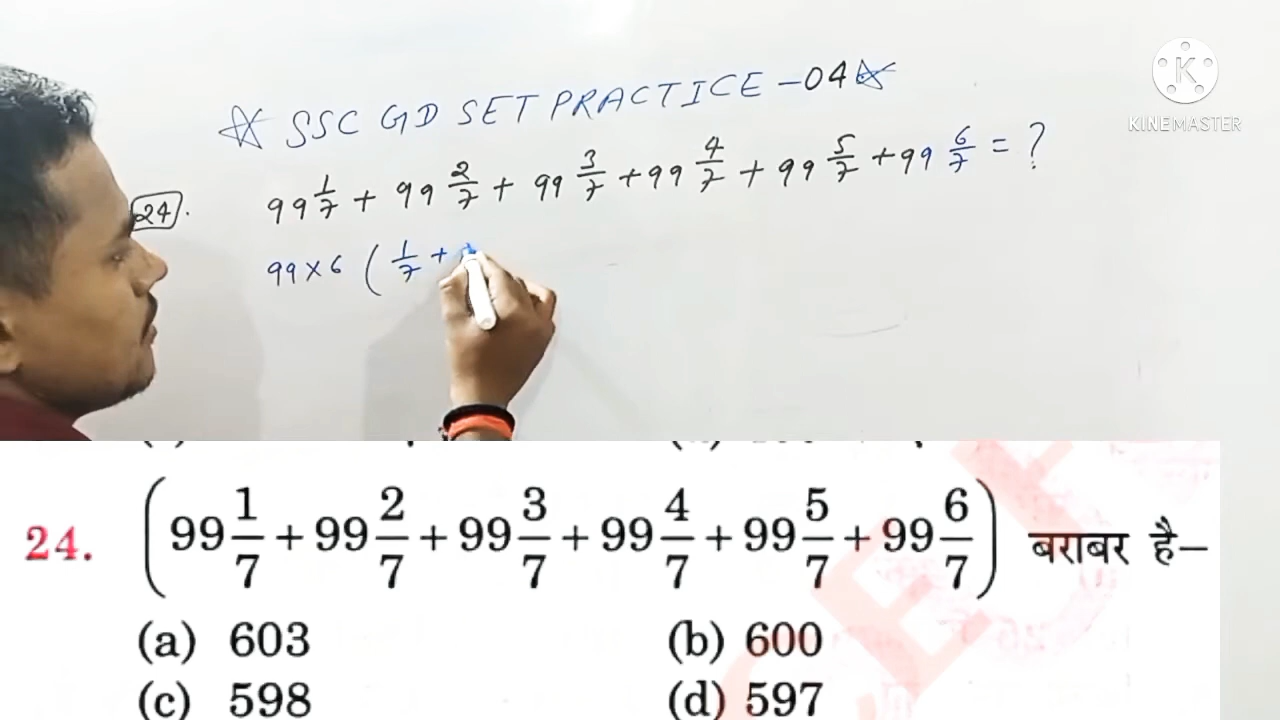 ☆ SSC GD SET PRACTICE -04 ☆
KINEMASTER
24. 99 1/7 + 99 2/7 + 99 3/7 + 99 4/7 + 99 5/7 + 99 6/7 = ?
99 × 6 ( 1/7 +
24. (99 1/7 + 99 2/7 + 99 3/7 + 99 4/7 + 99 5/7 + 99 6/7) बराबर है–
(a) 603 (b) 600
(c) 598 (d) 597